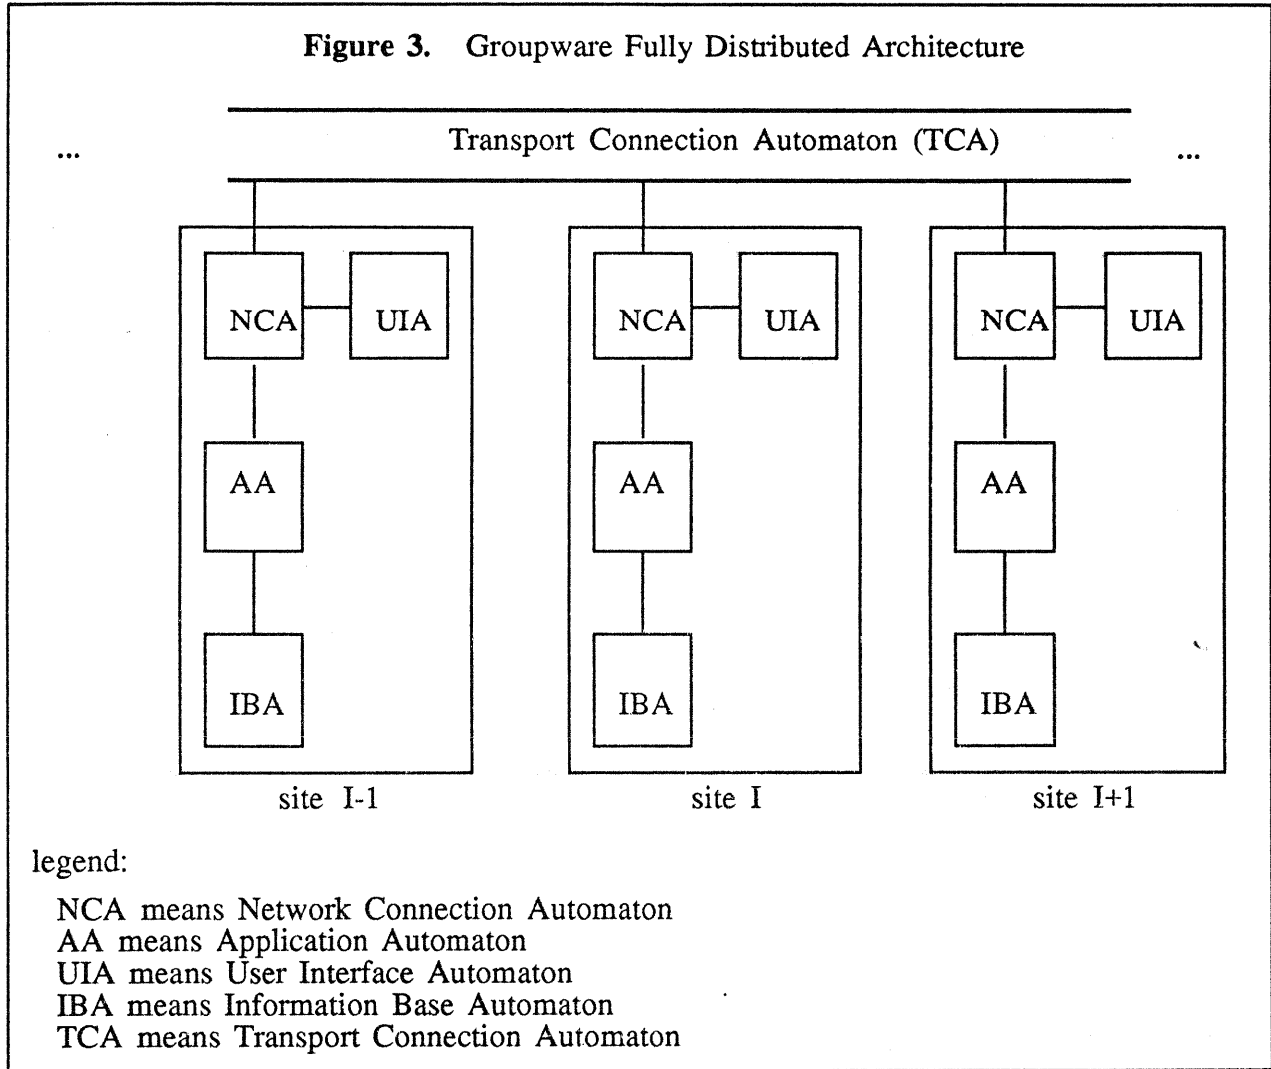 Figure 3. Groupware Fully Distributed Architecture
Transport Connection Automaton (TCA)
... ...
NCA UIA NCA UIA NCA UIA
AA AA AA
IBA IBA IBA
site I-1 site I site I+1
legend:
NCA means Network Connection Automaton
AA means Application Automaton
UIA means User Interface Automaton
IBA means Information Base Automaton
TCA means Transport Connection Automaton